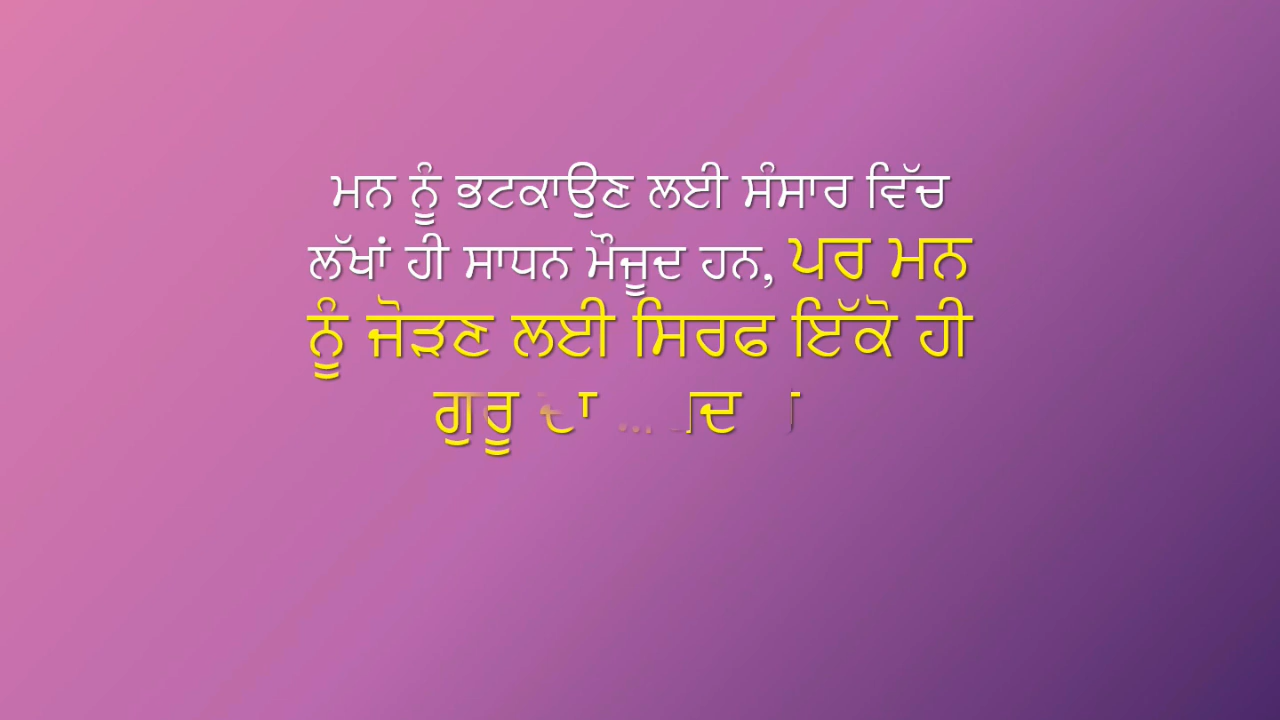 ਮਨ ਨੂੰ ਭਟਕਾਉਣ ਲਈ ਸੰਸਾਰ ਵਿੱਚ
ਲੱਖਾਂ ਹੀ ਸਾਧਨ ਮੌਜੂਦ ਹਨ, ਪਰ ਮਨ
ਨੂੰ ਜੋੜਣ ਲਈ ਸਿਰਫ ਇੱਕੋ ਹੀ
ਗੁਰੂ ਦਾ